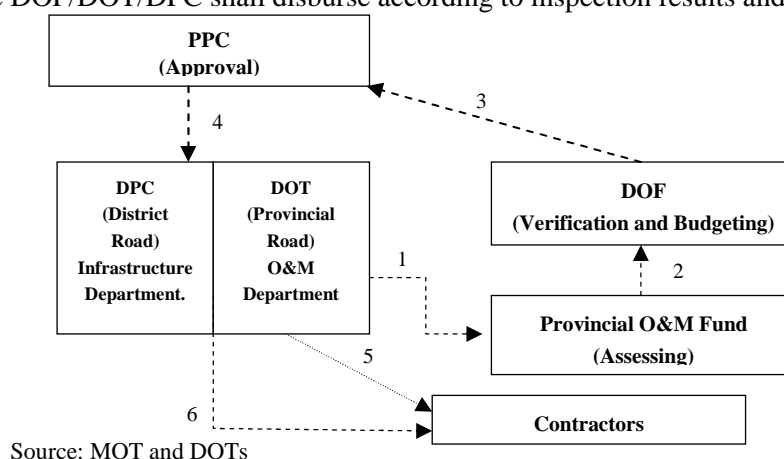 DOF/DOT/DPC shall disburse according to inspection results and
PPC
(Approval)
3
4
DPC
(District
Road)
Infrastructure
Department.
DOT
(Provincial
Road)
O&M
Department
DOF
(Verification and Budgeting)
1
2
Provincial O&M Fund
(Assessing)
5
6
Contractors
Source: MOT and DOTs